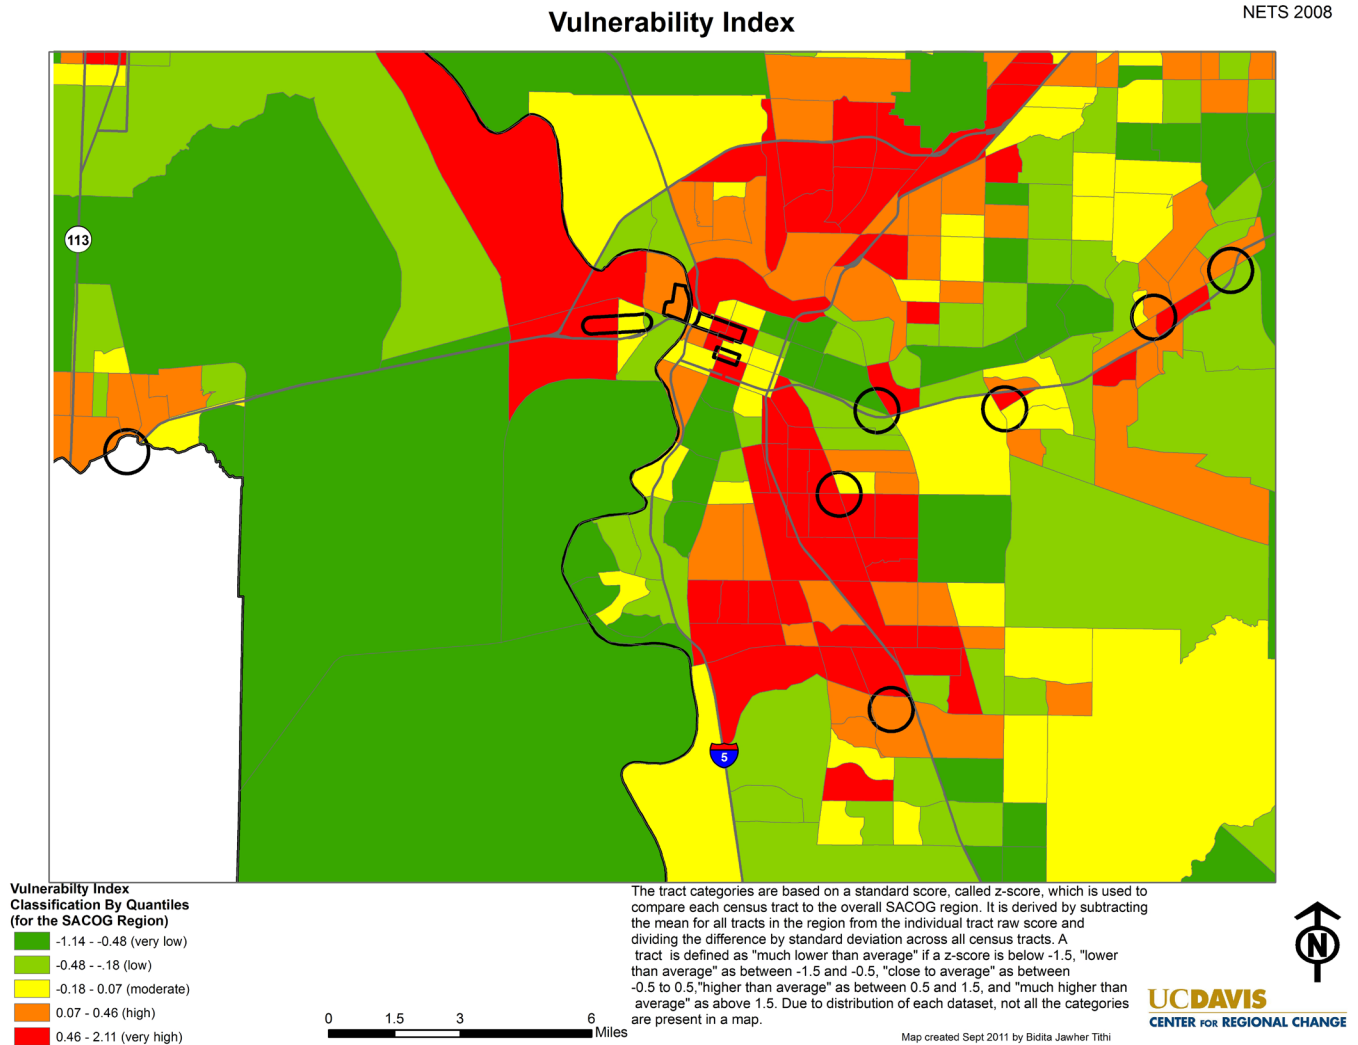 Vulnerability Index
NETS 2008
113
5
Vulnerabilty Index
Classification By Quantiles
(for the SACOG Region)
-1.14 - -0.48 (very low)
-0.48 - -.18 (low)
-0.18 - 0.07 (moderate)
0.07 - 0.46 (high)
0.46 - 2.11 (very high)
0 1.5 3 6
Miles
The tract categories are based on a standard score, called z-score, which is used to
compare each census tract to the overall SACOG region. It is derived by subtracting
the mean for all tracts in the region from the individual tract raw score and
dividing the difference by standard deviation across all census tracts. A
tract is defined as "much lower than average" if a z-score is below -1.5, "lower
than average" as between -1.5 and -0.5, "close to average" as between
-0.5 to 0.5,"higher than average" as between 0.5 and 1.5, and "much higher than
average" as above 1.5. Due to distribution of each dataset, not all the categories
are present in a map.
Map created Sept 2011 by Bidita Jawher Tithi
N
UCDAVIS
CENTER FOR REGIONAL CHANGE